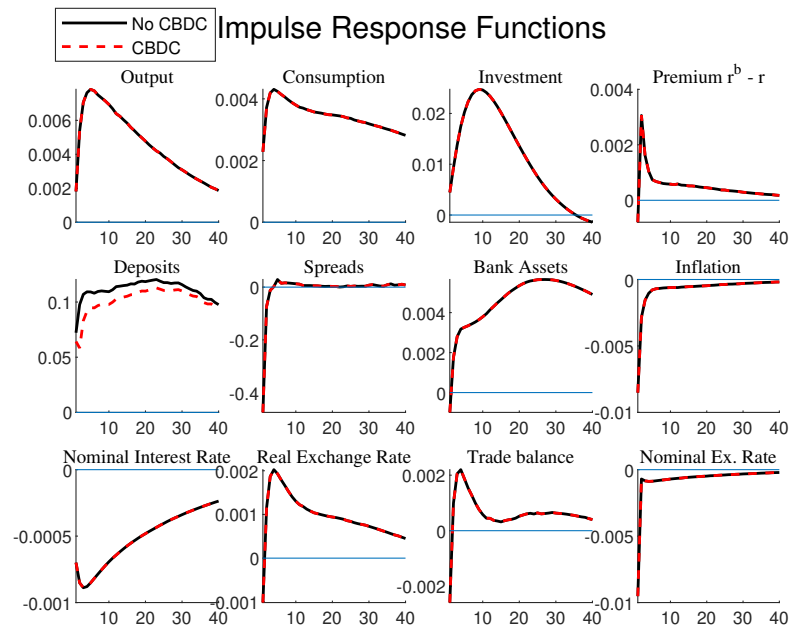 No CBDC
CBDC
Impulse Response Functions
Output
Consumption
Investment
Premium r^b - r
0.006
0.004
0.002
0
10 20 30 40
0.004
0.002
0
10 20 30 40
0.02
0.01
0
10 20 30 40
0.004
0.002
0
10 20 30 40
Deposits
Spreads
Bank Assets
Inflation
0.1
0.05
0
10 20 30 40
0
-0.2
-0.4
10 20 30 40
0.004
0.002
0
10 20 30 40
0
-0.005
-0.01
10 20 30 40
Nominal Interest Rate
Real Exchange Rate
Trade balance
Nominal Ex. Rate
0
-0.0005
-0.001
10 20 30 40
0.002
0.001
0
-0.001
10 20 30 40
0.002
0
-0.002
10 20 30 40
0
-0.005
-0.01
10 20 30 40